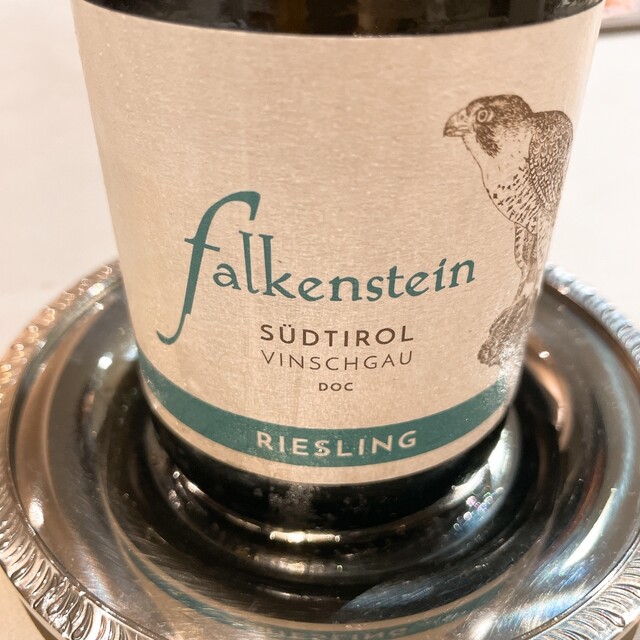 falkenstein
SÜDTIROL
VINSCHGAU
DOC
RIESLING